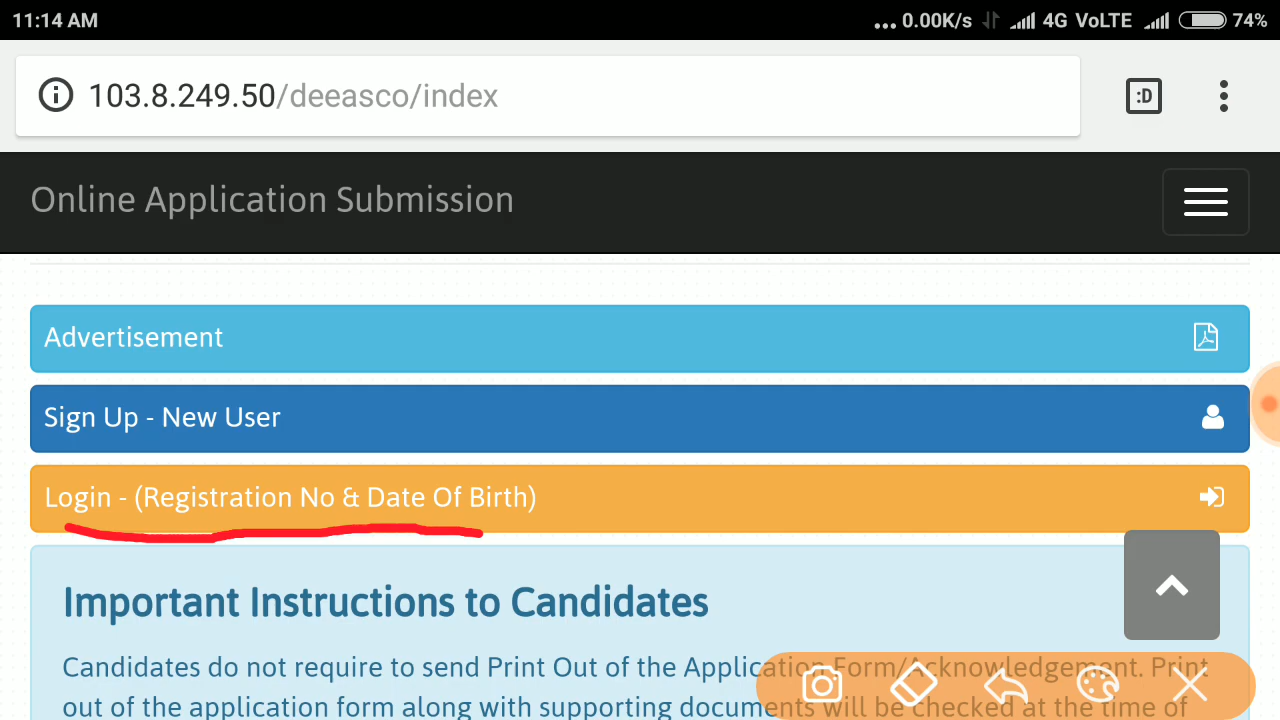 11:14 AM
... 0.00K/s 4G VoLTE 74%
103.8.249.50/deeasco/index
:D
Online Application Submission
Advertisement
Sign Up - New User
Login - (Registration No & Date Of Birth)
Important Instructions to Candidates
Candidates do not require to send Print Out of the Application Form/Acknowledgement. Print
out of the application form along with supporting documents will be checked at the time of